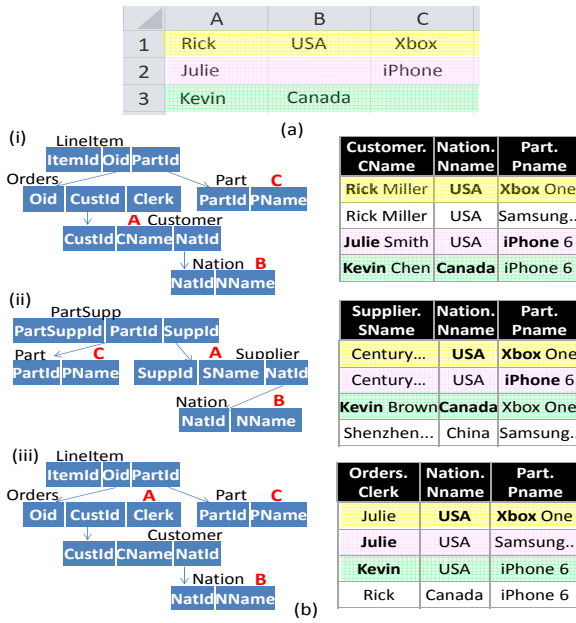 A B C
1 Rick USA Xbox
2 Julie iPhone
3 Kevin Canada
(a)
(i)
LineItem
ItemId Oid PartId
Orders Part C
Oid CustId Clerk PartId PName
A Customer
CustId CName NatId
Nation B
NatId NName
Customer. Nation. Part.
CName Nname Pname
Rick Miller USA Xbox One
Rick Miller USA Samsung..
Julie Smith USA iPhone 6
Kevin Chen Canada iPhone 6
(ii)
PartSupp
PartSuppId PartId SuppId
Part C A Supplier
PartId PName SuppId SName NatId
Nation B
NatId NName
Supplier. Nation. Part.
SName Nname Pname
Century... USA Xbox One
Century... USA iPhone 6
Kevin Brown Canada Xbox One
Shenzhen... China Samsung...
(iii)
LineItem
ItemId Oid PartId
Orders A Part C
Oid CustId Clerk PartId PName
Customer
CustId CName NatId
Nation B
NatId NName
Orders. Nation. Part.
Clerk Nname Pname
Julie USA Xbox One
Julie USA Samsung..
Kevin USA iPhone 6
Rick Canada iPhone 6
(b)